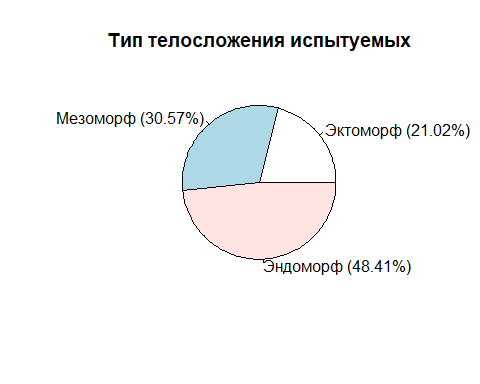 Тип телосложения испытуемых
Мезоморф (30.57%)
Эктоморф (21.02%)
Эндоморф (48.41%)